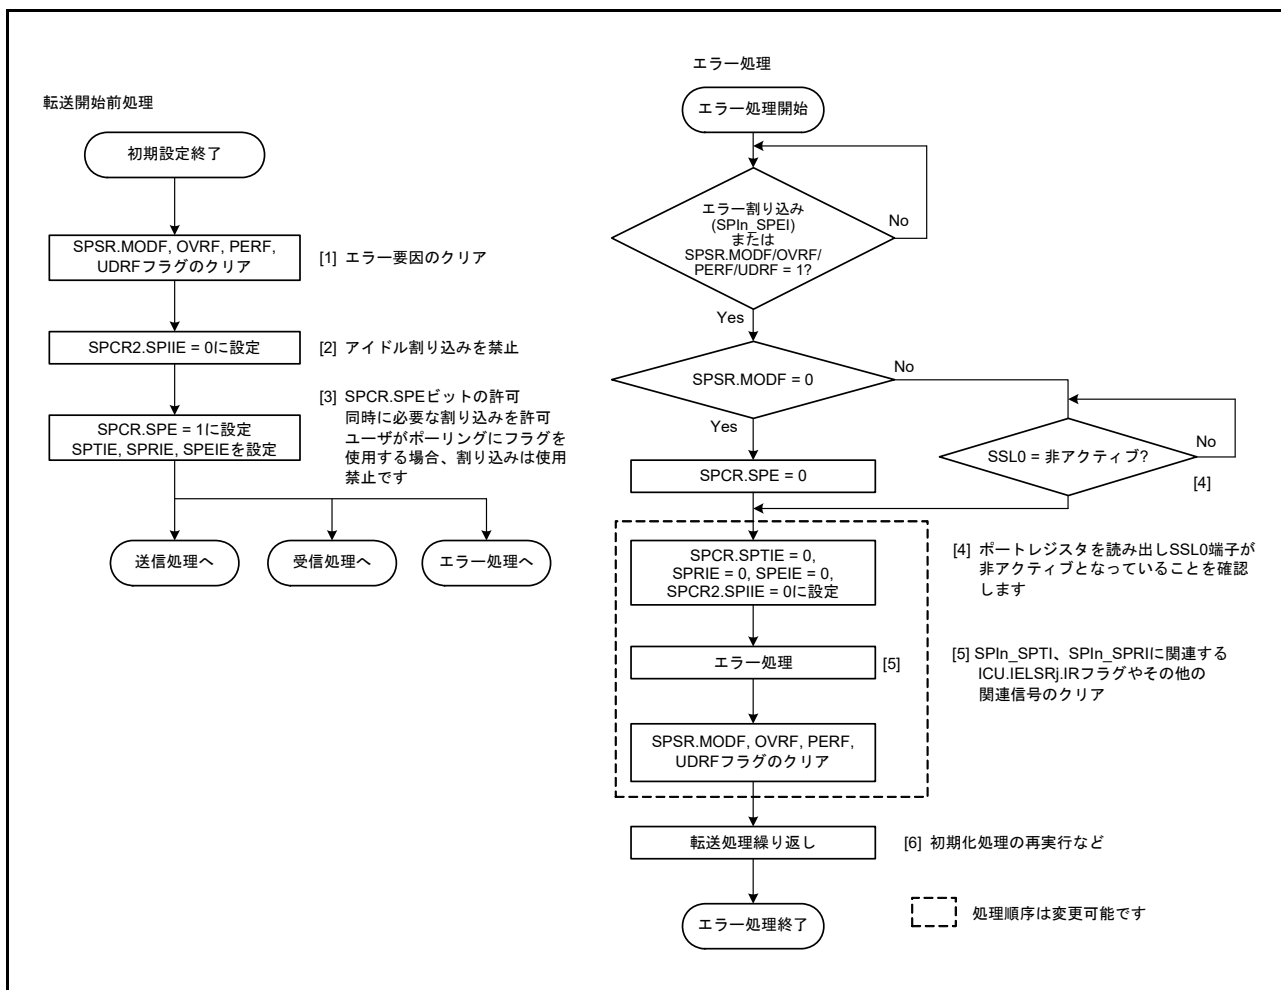 転送開始前処理
初期設定終了
SPSR.MODF, OVRF, PERF,
UDRFフラグのクリア
[1] エラー要因のクリア
SPCR2.SPIIE = 0に設定
[2] アイドル割り込みを禁止
SPCR.SPE = 1に設定
SPTIE, SPRIE, SPEIEを設定
[3] SPCR.SPEビットの許可
同時に必要な割り込みを許可
ユーザがポーリングにフラグを
使用する場合、割り込みは使用
禁止です
送信処理へ
受信処理へ
エラー処理へ
エラー処理
エラー処理開始
エラー割り込み
(SPIn_SPEI)
または
SPSR.MODF/OVRF/
PERF/UDRF = 1?
No
Yes
SPSR.MODF = 0
No
Yes
SSL0 = 非アクティブ?
No
[4]
SPCR.SPE = 0
SPCR.SPTIE = 0,
SPRIE = 0, SPEIE = 0,
SPCR2.SPIIE = 0に設定
[4] ポートレジスタを読み出しSSL0端子が
非アクティブとなっていることを確認
します
エラー処理
[5]
[5] SPIn_SPTI、SPIn_SPRIに関連する
ICU.IELSRj.IRフラグやその他の
関連信号のクリア
SPSR.MODF, OVRF, PERF,
UDRFフラグのクリア
転送処理繰り返し
[6] 初期化処理の再実行など
エラー処理終了
処理順序は変更可能です